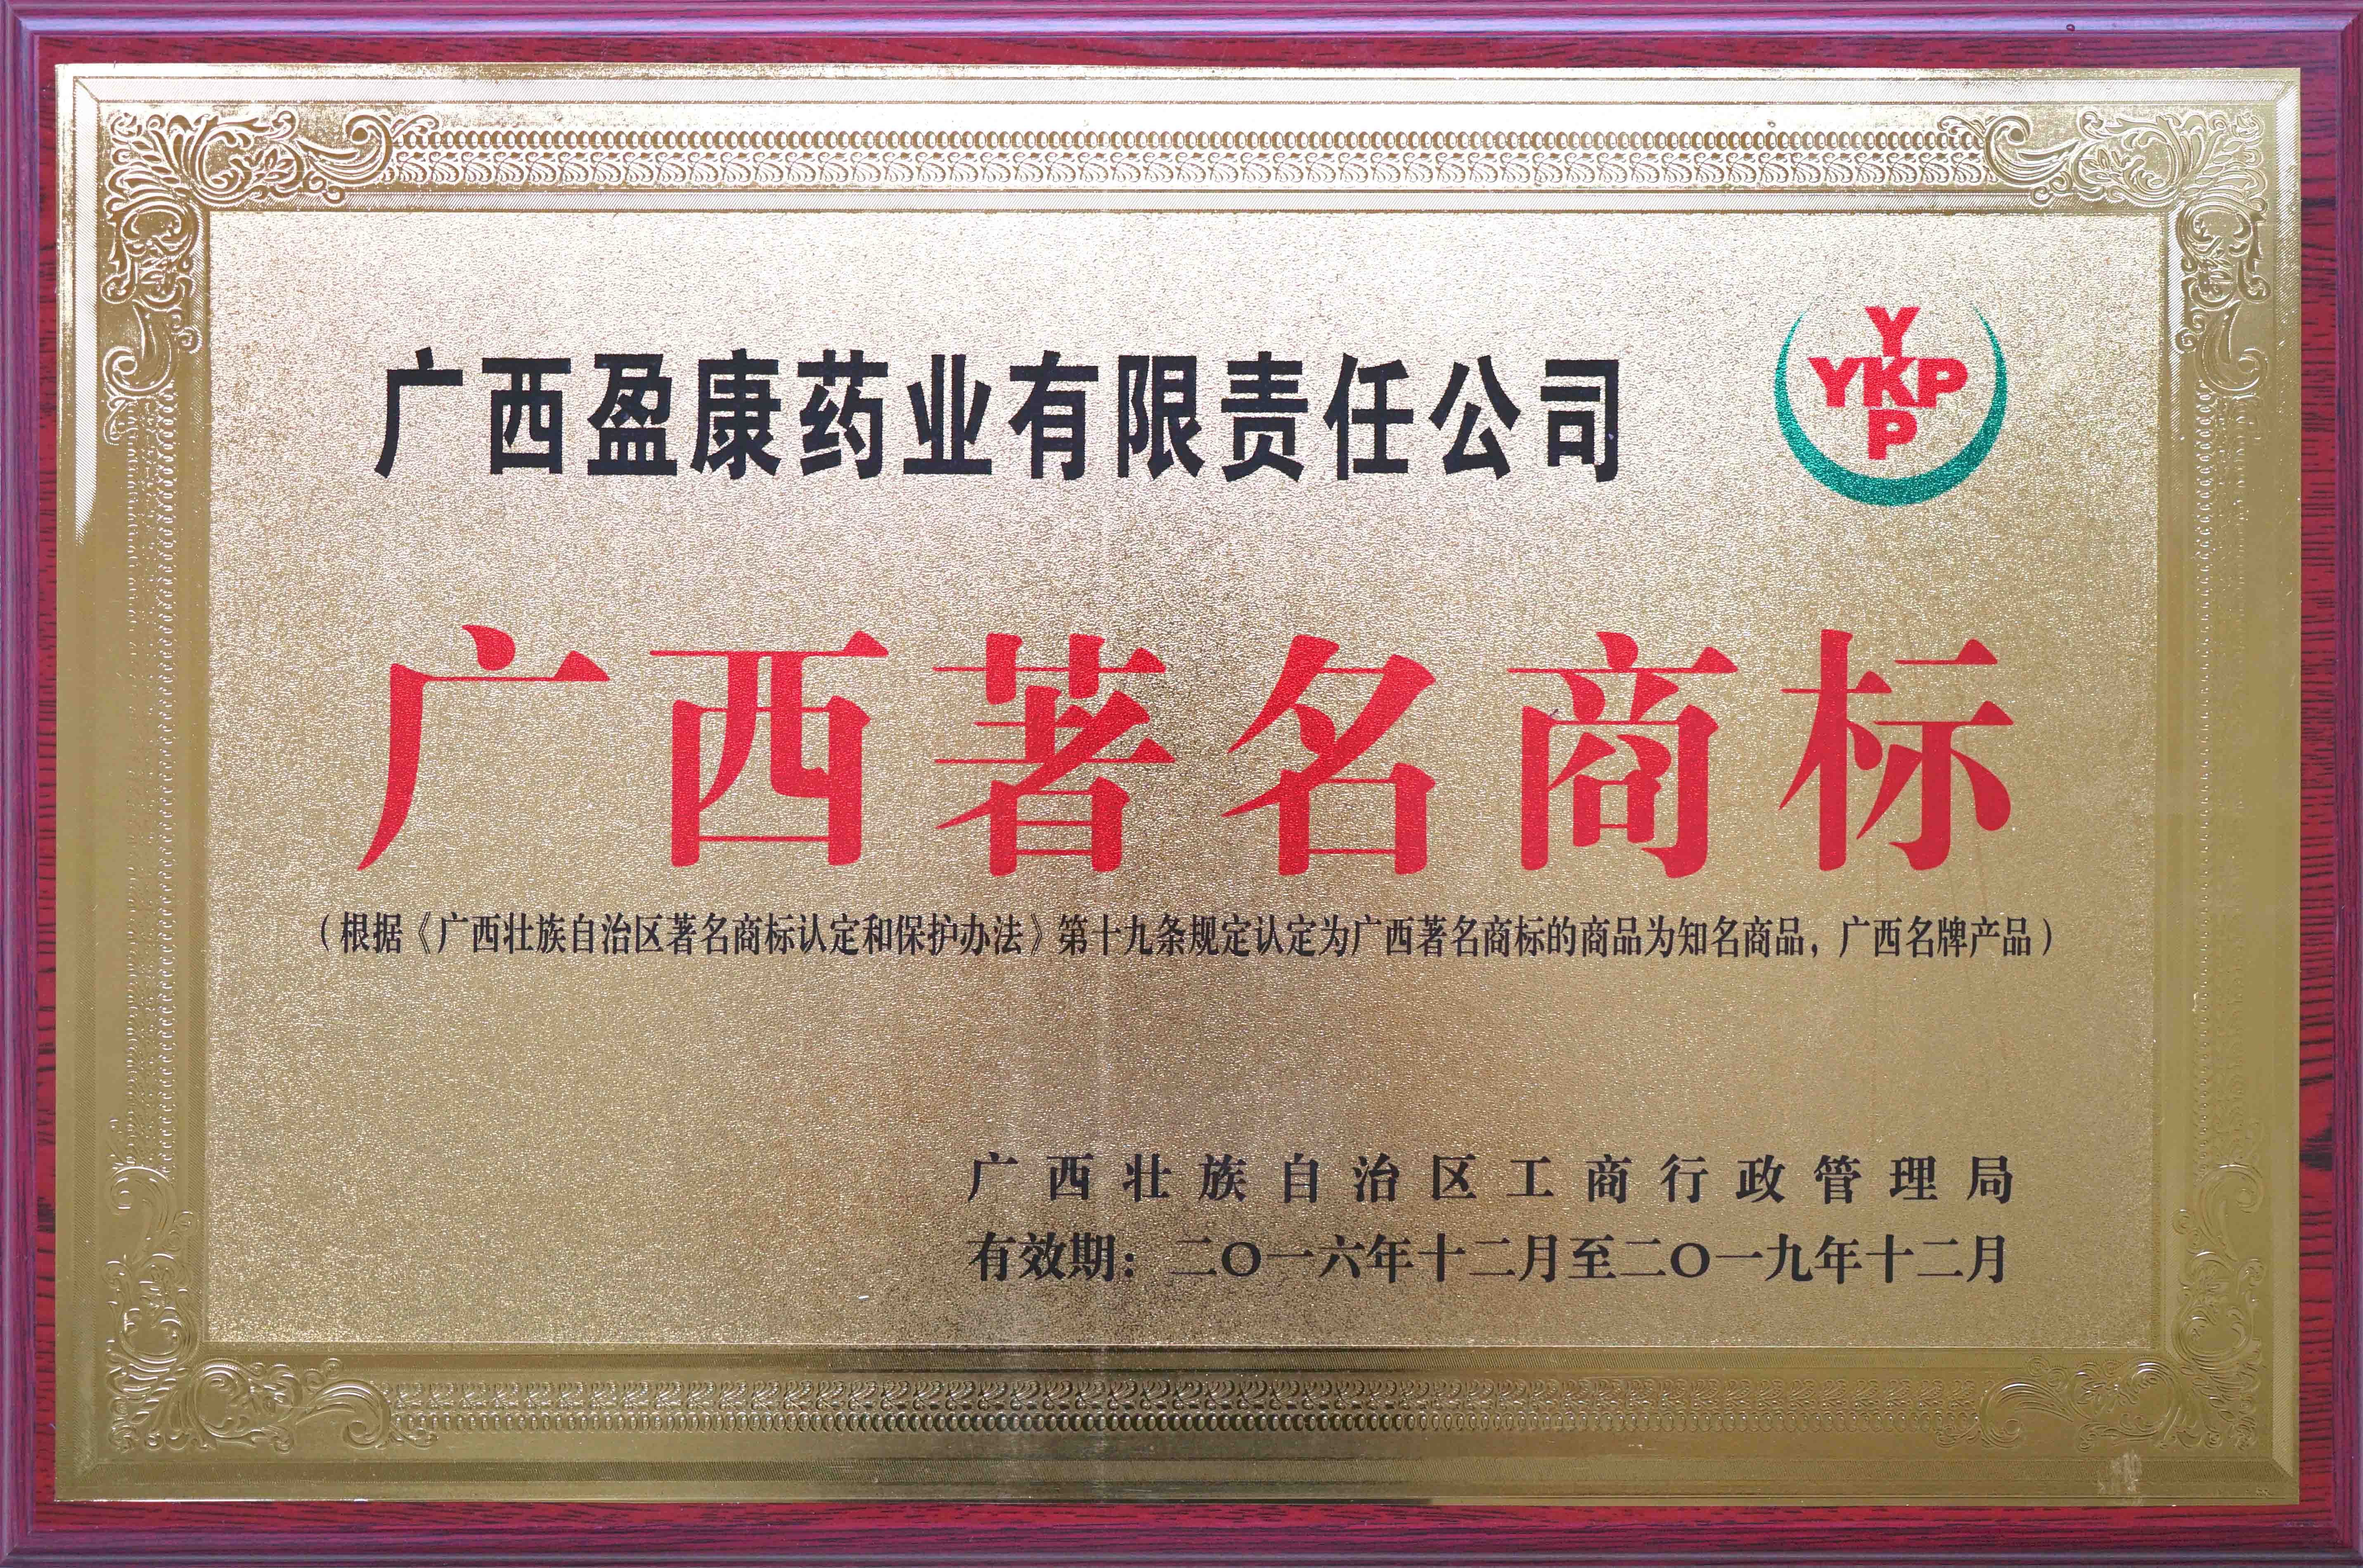 广西盈康药业有限责任公司
Y
YKP
P
广西著名商标
（根据《广西壮族自治区著名商标认定和保护办法》第十九条规定认定为广西著名商标的商品为知名商品，广西名牌产品）
广西壮族自治区工商行政管理局
有效期：二〇一六年十二月至二〇一九年十二月